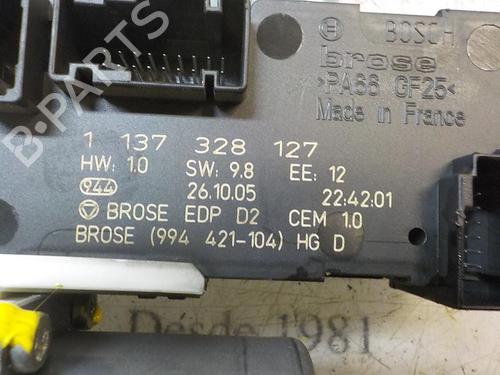 BOSCH
brose
>PA66 GF25<
Made in France
1 137 328 127
HW: 1.0 SW: 9.8 EE: 12
944 26.10.05 22:42:01
BROSE EDP D2 CEM 1.0
BROSE (994 421-104) HG D
B-PARTS
Desde 1981